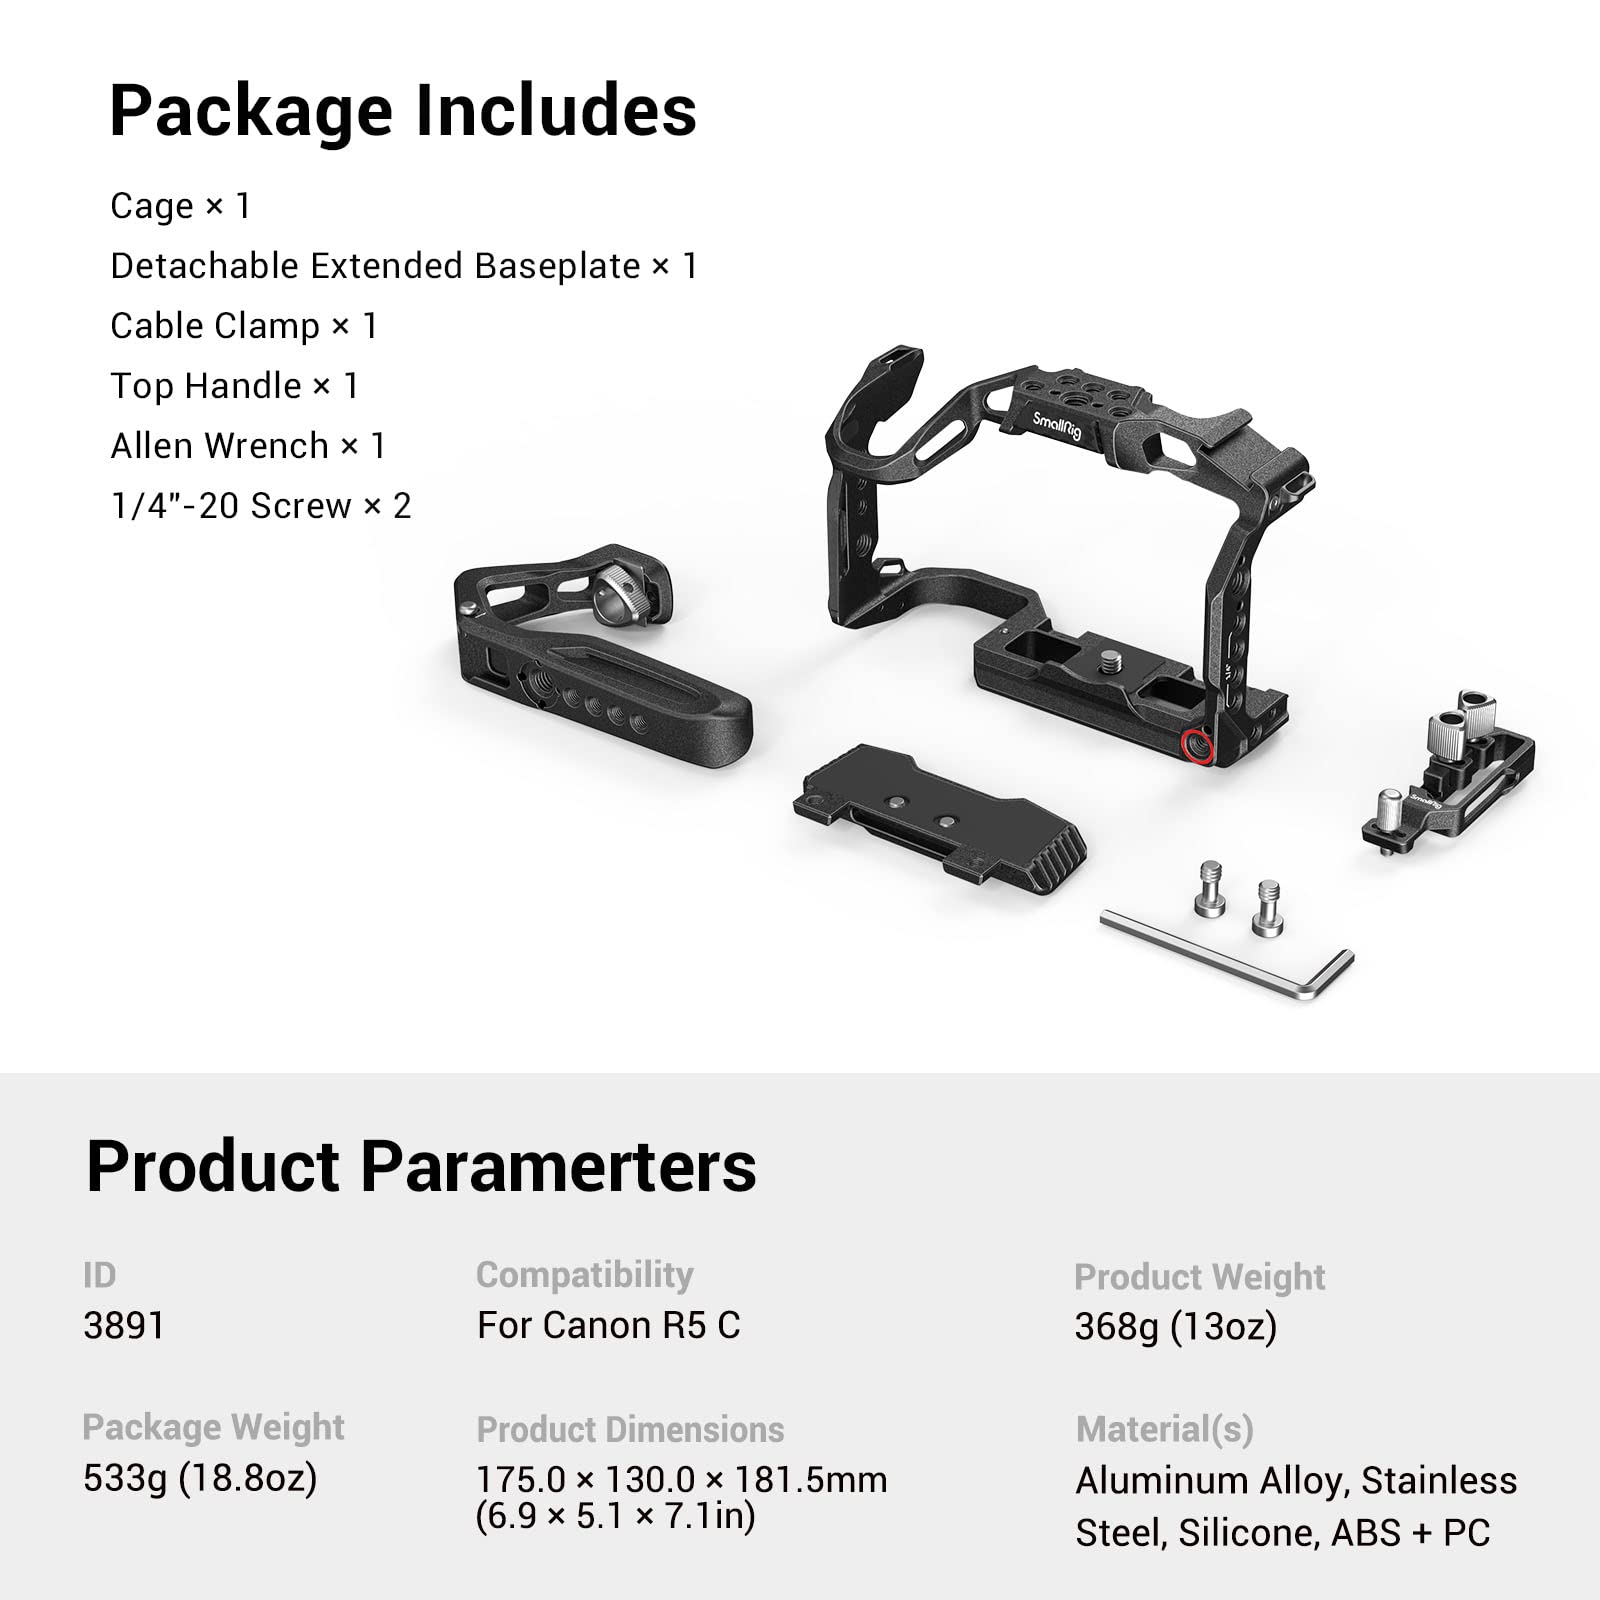 Package Includes
Cage × 1
Detachable Extended Baseplate × 1
Cable Clamp × 1
Top Handle × 1
Allen Wrench × 1
1/4"-20 Screw × 2
SmallRig
1/4"
SmallRig
Product Paramerters
ID
3891
Compatibility
For Canon R5 C
Product Weight
368g (13oz)
Package Weight
533g (18.8oz)
Product Dimensions
175.0 × 130.0 × 181.5mm
(6.9 × 5.1 × 7.1in)
Material(s)
Aluminum Alloy, Stainless
Steel, Silicone, ABS + PC